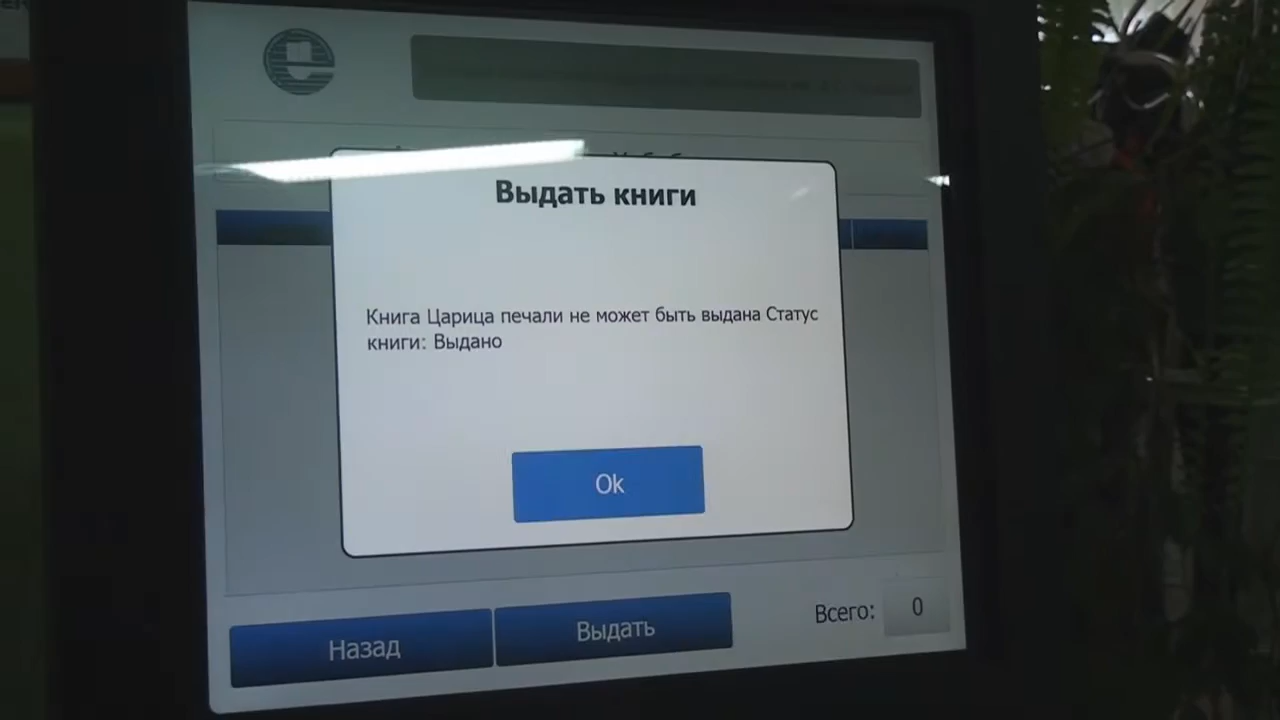 Выдать книги
Книга Царица печали не может быть выдана Статус
книги: Выдано
Ok
Назад
Выдать
Всего:
0